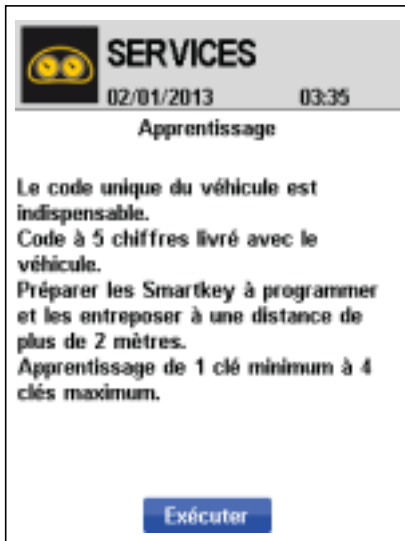 SERVICES
02/01/2013 03:35
Apprentissage
Le code unique du véhicule est
indispensable.
Code à 5 chiffres livré avec le
véhicule.
Préparer les Smartkey à programmer
et les entreposer à une distance de
plus de 2 mètres.
Apprentissage de 1 clé minimum à 4
clés maximum.
Exécuter